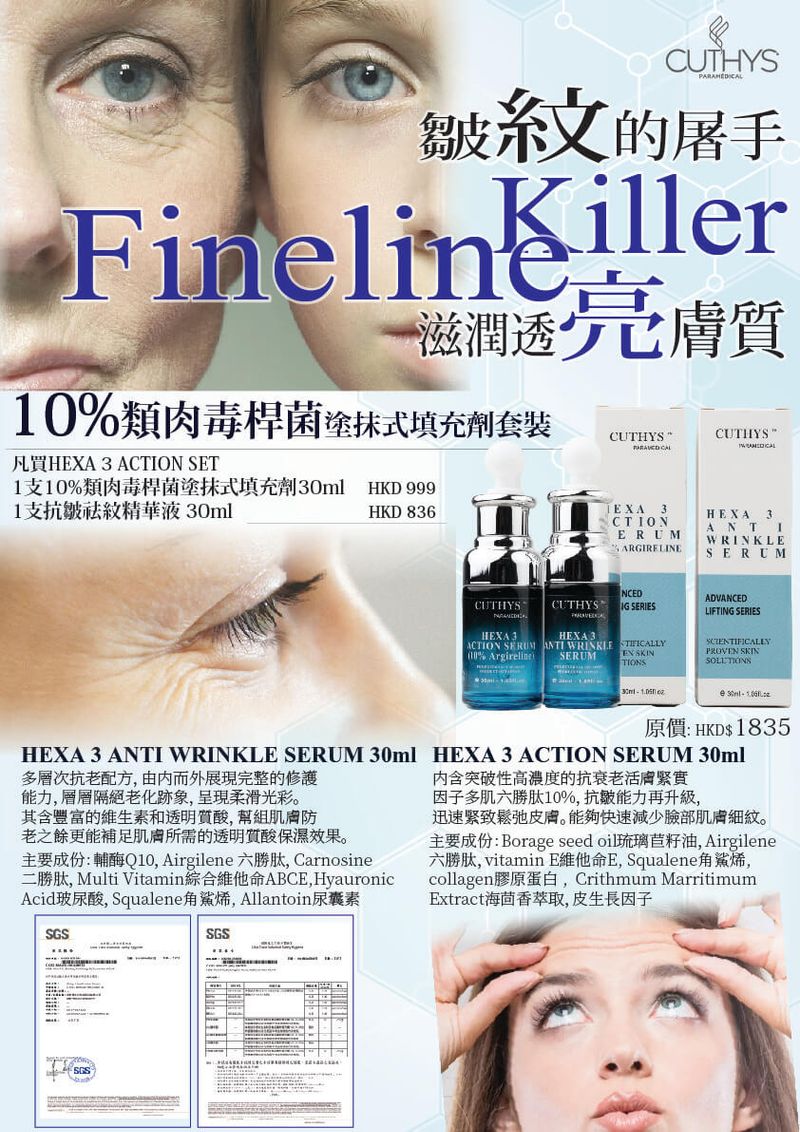 CUTHYS
PARAMÉDICAL
皺紋的屠手
Fineline Killer
滋潤透亮膚質
10%類肉毒桿菌塗抹式填充劑套裝
凡買HEXA 3 ACTION SET
1支10%類肉毒桿菌塗抹式填充劑30ml HKD 999
1支抗皺祛紋精華液 30ml HKD 836
CUTHYS™
PARAMEDICAL
HEXA 3
ACTION SERUM
(10% Argireline)
CUTHYS™
PARAMEDICAL
HEXA 3
ANTI WRINKLE
SERUM
CUTHYS™
PARAMEDICAL
EXA 3
CTION
ERUM
% ARGIRELINE
NCED
NG SERIES
NTIFICALLY
EN SKIN
TIONS
30ml - 1.05fl.oz.
CUTHYS™
PARAMEDICAL
HEXA 3
ANTI
WRINKLE
SERUM
ADVANCED
LIFTING SERIES
SCIENTIFICALLY
PROVEN SKIN
SOLUTIONS
℮ 30ml - 1.05fl.oz.
原價: HKD$ 1835
HEXA 3 ANTI WRINKLE SERUM 30ml
多層次抗老配方, 由內而外展現完整的修護
能力, 層層隔絕老化跡象, 呈現柔滑光彩。
其含豐富的維生素和透明質酸, 幫組肌膚防
老之餘更能補足肌膚所需的透明質酸保濕效果。
主要成份: 輔酶Q10, Airgilene 六勝肽, Carnosine
二勝肽, Multi Vitamin綜合維他命ABCE,Hyauronic
Acid玻尿酸, Squalene角鯊烯, Allantoin尿囊素
HEXA 3 ACTION SERUM 30ml
內含突破性高濃度的抗衰老活膚緊實
因子多肌六勝肽10%, 抗皺能力再升級,
迅速緊致鬆弛皮膚。能夠快速減少臉部肌膚細紋。
主要成份: Borage seed oil琉璃苣籽油, Airgilene
六勝肽, vitamin E維他命E, Squalene角鯊烯,
collagen膠原蛋白 , Crithmum Marritimum
Extract海茴香萃取, 皮生長因子
SGS
SGS
SGS